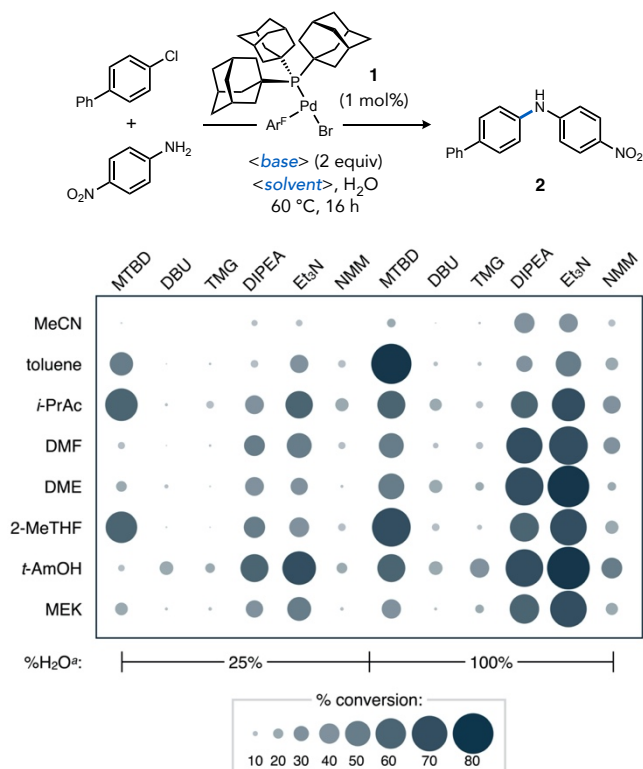 Cl
Ph
+
O₂N
NH₂
P
Pd
Arᶠ
Br
1
(1 mol%)
<base> (2 equiv)
<solvent>, H₂O
60 °C, 16 h
H
N
Ph
NO₂
2
MTBD DBU TMG DIPEA Et₃N NMM MTBD DBU TMG DIPEA Et₃N NMM
MeCN
toluene
i-PrAc
DMF
DME
2-MeTHF
t-AmOH
MEK
%H₂Oᵃ: 25% 100%
% conversion:
10 20 30 40 50 60 70 80